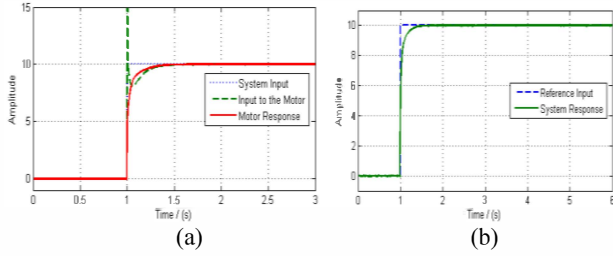 15
10
5
0
Amplitude
System Input
Input to the Motor
Motor Response
0 0.5 1 1.5 2 2.5 3
Time / (s)
(a)
10
8
6
4
2
0
Amplitude
Reference Input
System Response
0 1 2 3 4 5 6
Time / (s)
(b)